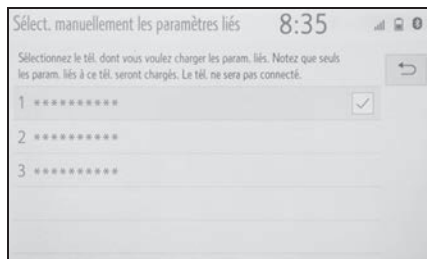 Sélect. manuellement les paramètres liés 8:35
Sélectionnez le tél. dont vous voulez charger les param. liés. Notez que seuls
les param. liés à ce tél. seront chargés. Le tél. ne sera pas connecté.
1 **********
2 **********
3 **********